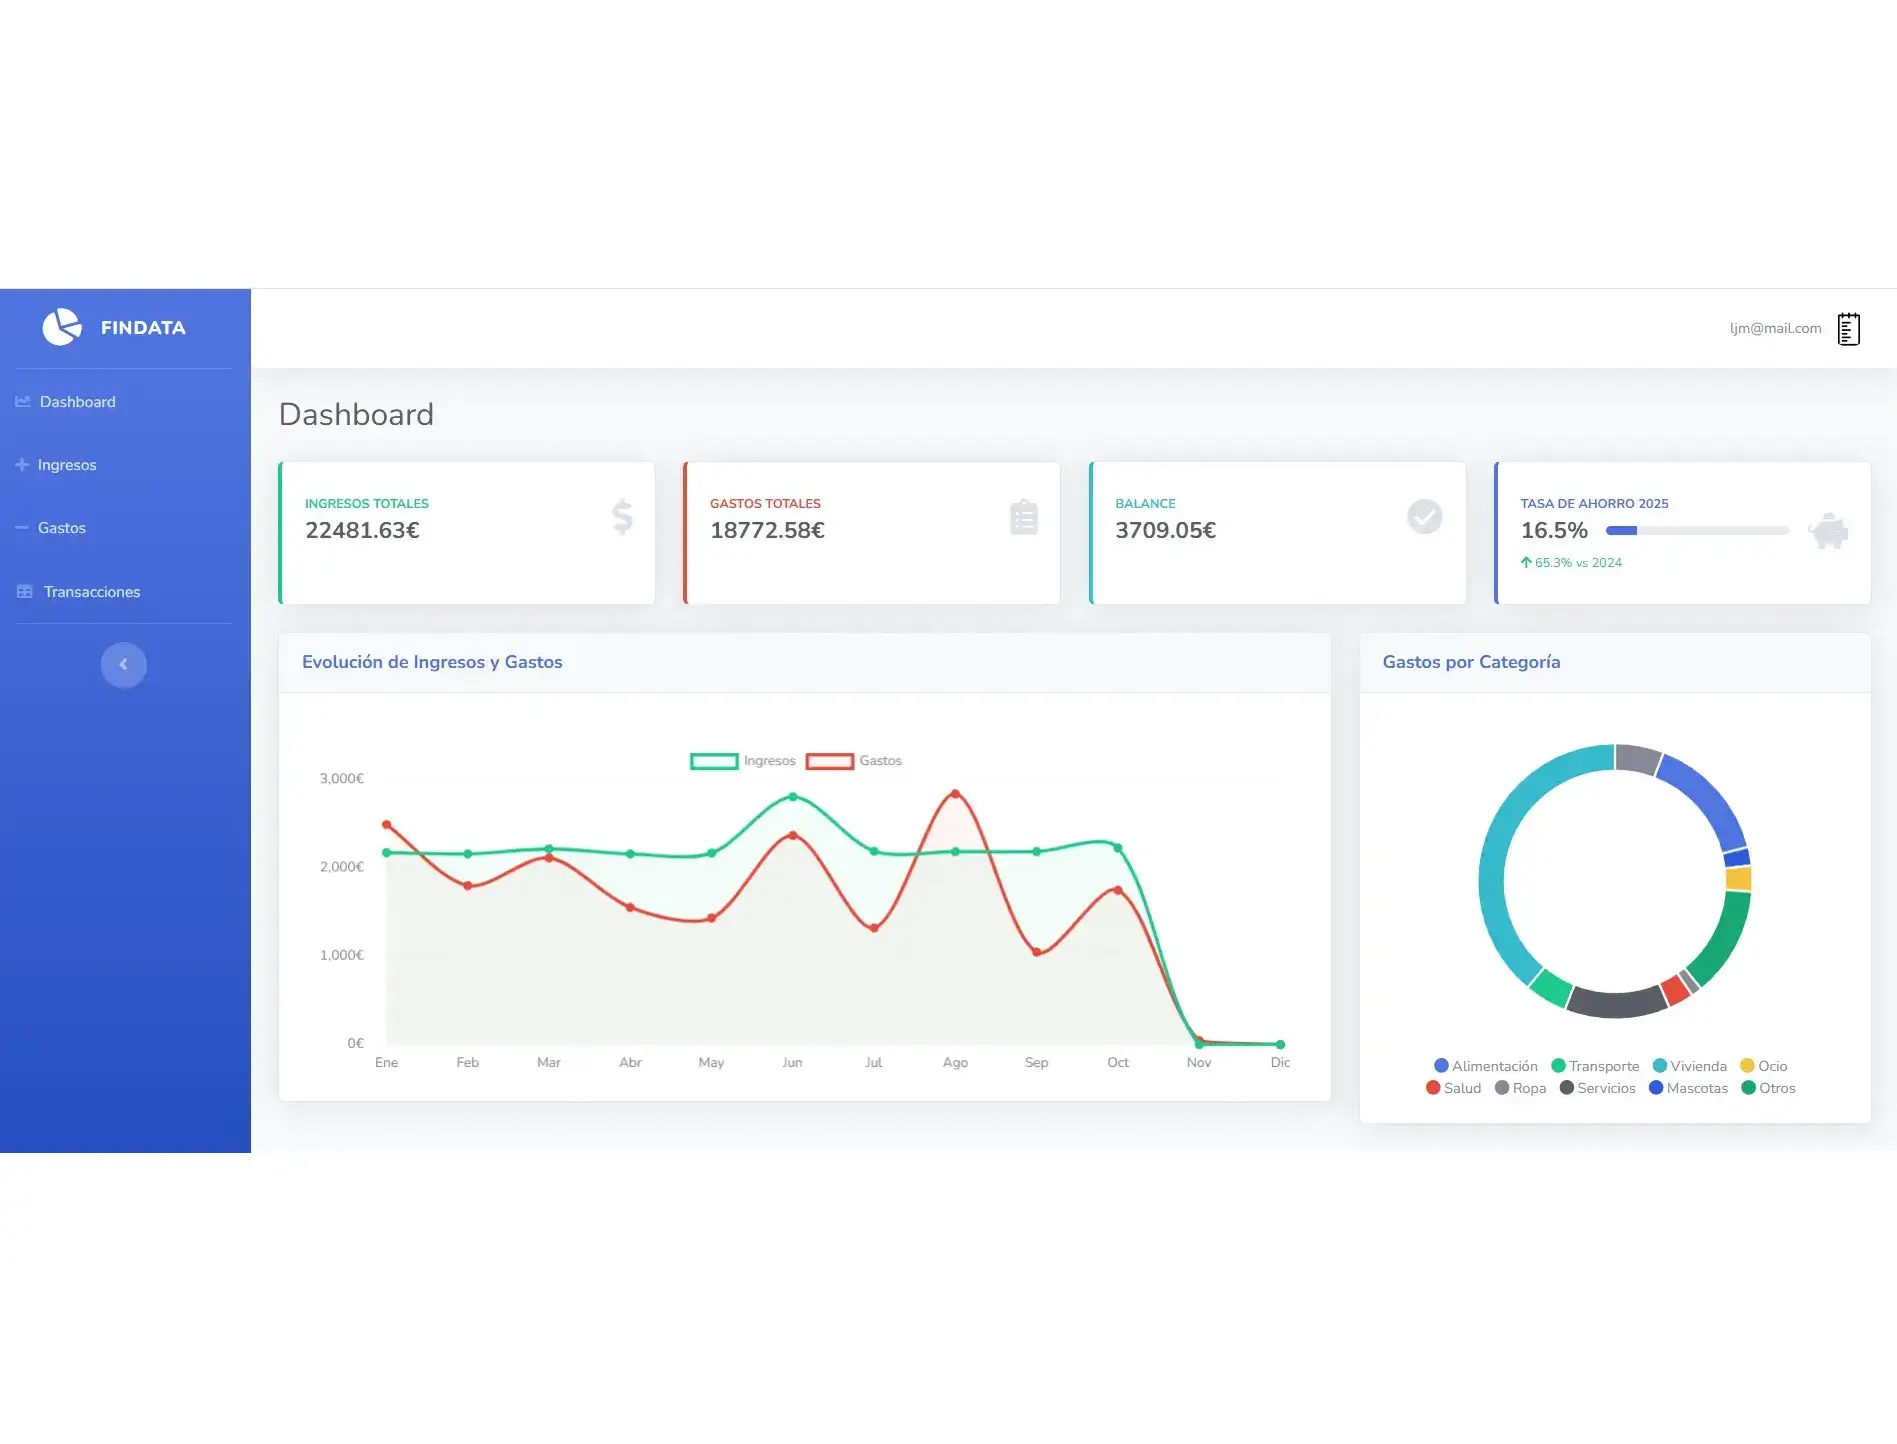 FINDATA
ljm@mail.com
Dashboard
Ingresos
Gastos
Transacciones
Dashboard
INGRESOS TOTALES
22481.63€
$
GASTOS TOTALES
18772.58€
BALANCE
3709.05€
TASA DE AHORRO 2025
16.5%
65.3% vs 2024
Evolución de Ingresos y Gastos
Ingresos Gastos
3,000€
2,000€
1,000€
0€
Ene Feb Mar Abr May Jun Jul Ago Sep Oct Nov Dic
Gastos por Categoría
Alimentación Transporte Vivienda Ocio
Salud Ropa Servicios Mascotas Otros